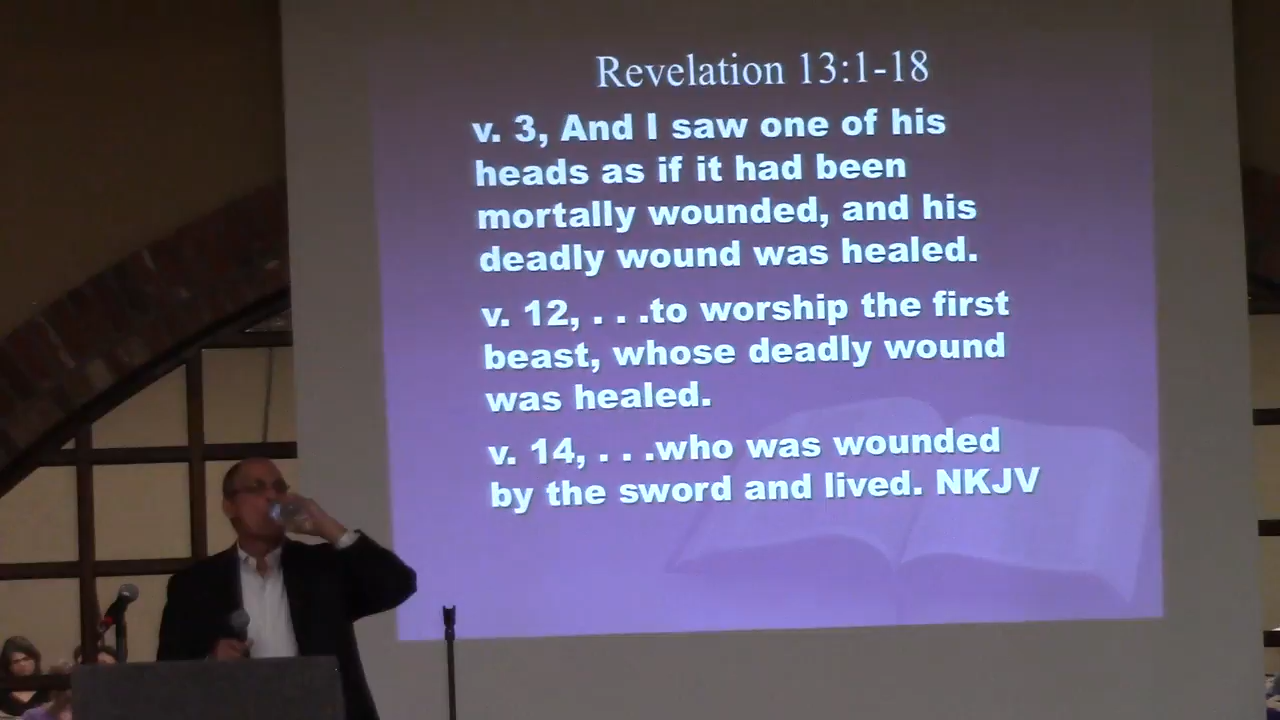 Revelation 13:1-18
v. 3, And I saw one of his
heads as if it had been
mortally wounded, and his
deadly wound was healed.
v. 12, . . .to worship the first
beast, whose deadly wound
was healed.
v. 14, . . .who was wounded
by the sword and lived. NKJV